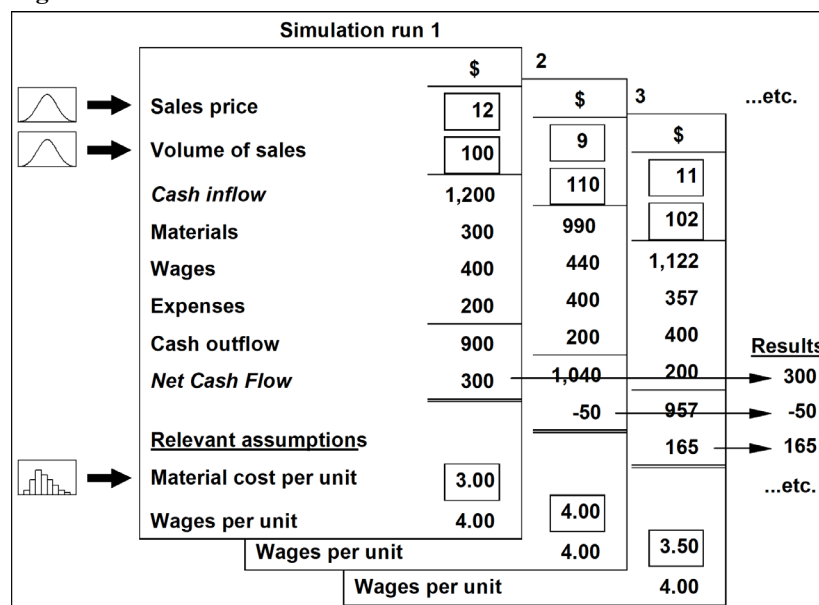 Simulation run 1
$
Sales price 12
Volume of sales 100
Cash inflow 1,200
Materials 300
Wages 400
Expenses 200
Cash outflow 900
Net Cash Flow 300
Relevant assumptions
Material cost per unit 3.00
Wages per unit 4.00
2
$
9
110
990
440
400
200
1,040
-50
4.00
Wages per unit 4.00
3
$
11
102
1,122
357
400
200
957
165
3.50
Wages per unit 4.00
...etc.
Results
300
-50
165
...etc.